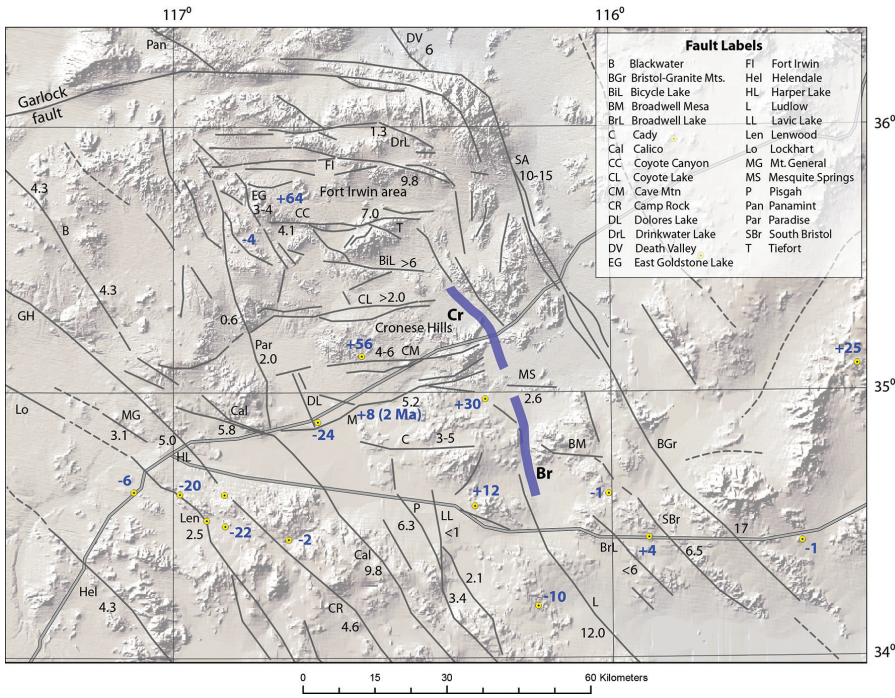 117⁰
116⁰
Pan
DV
6
Garlock
fault
36⁰
Fault Labels
B Blackwater
BGr Bristol-Granite Mts.
BiL Bicycle Lake
BM Broadwell Mesa
BrL Broadwell Lake
C Cady
Cal Calico
CC Coyote Canyon
CL Coyote Lake
CM Cave Mtn
CR Camp Rock
DL Dolores Lake
DrL Drinkwater Lake
DV Death Valley
EG East Goldstone Lake
FI Fort Irwin
Hel Helendale
HL Harper Lake
L Ludlow
LL Lavic Lake
Len Lenwood
Lo Lockhart
MG Mt. General
MS Mesquite Springs
P Pisgah
Pan Panamint
Par Paradise
SBr South Bristol
T Tiefort
1.3
DrL
SA
10-15
FI
9.8
Fort Irwin area
4.3
EG
3-4
+64
CC
7.0
B
-4
4.1
T
BiL >6
4.3
CL >2.0
GH
0.6
Cr
Cronese Hills
Par
2.0
+56
4-6 CM
+25
MS
35⁰
Lo
DL
5.2
2.6
MG
Cal
+8 (2 Ma)
+30
M
3.1
5.0
5.8
-24
C
3-5
BM
BGr
HL
Br
-6
-20
+12
-1
P
LL
Len
2.5
-22
6.3
<1
SBr
17
-2
Cal
BrL
+4
6.5
-1
9.8
<6
2.1
Hel
4.3
3.4
-10
CR
4.6
L
12.0
34⁰
0 15 30 60 Kilometers